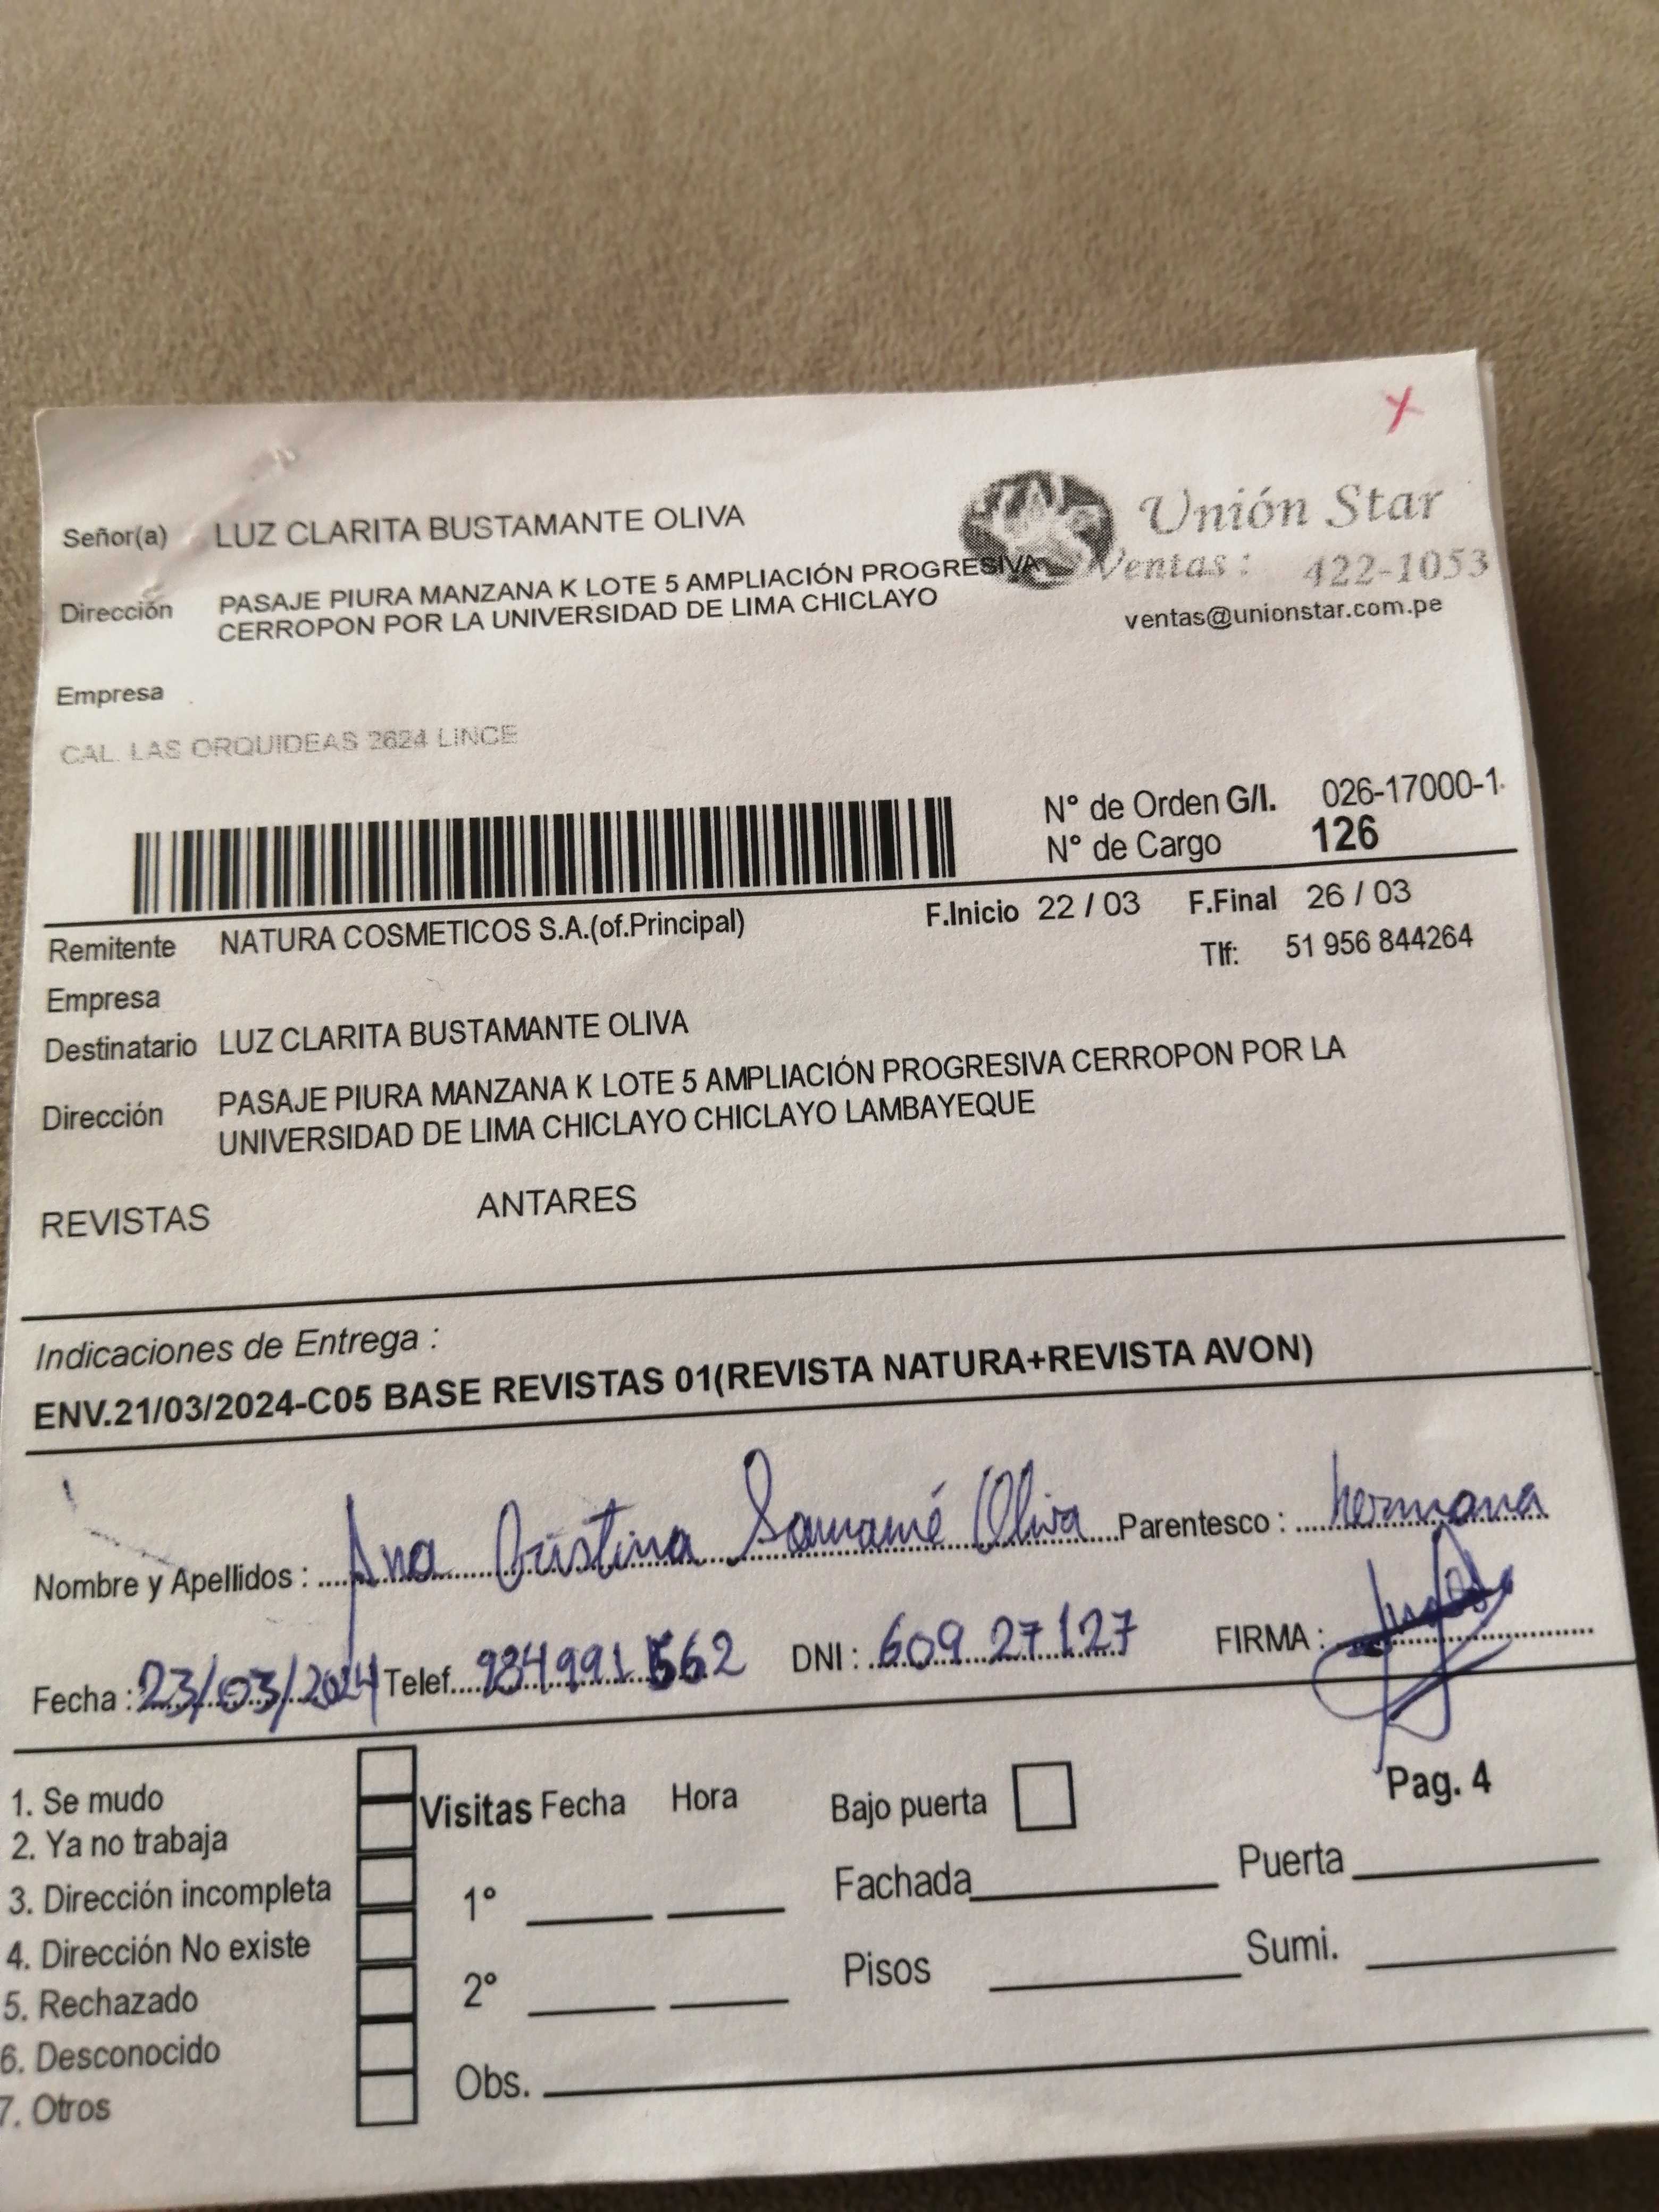 Señor(a) LUZ CLARITA BUSTAMANTE OLIVA
Unión Star
Ventas: 422-1053
ventas@unionstar.com.pe
Dirección PASAJE PIURA MANZANA K LOTE 5 AMPLIACIÓN PROGRESIVA
CERROPON POR LA UNIVERSIDAD DE LIMA CHICLAYO
Empresa
CAL. LAS ORQUIDEAS 2624 LINCE
N° de Orden G/I. 026-17000-1
N° de Cargo 126
Remitente NATURA COSMETICOS S.A.(of.Principal) F.Inicio 22 / 03 F.Final 26 / 03
Tlf: 51 956 844264
Empresa
Destinatario LUZ CLARITA BUSTAMANTE OLIVA
Dirección PASAJE PIURA MANZANA K LOTE 5 AMPLIACIÓN PROGRESIVA CERROPON POR LA
UNIVERSIDAD DE LIMA CHICLAYO CHICLAYO LAMBAYEQUE
REVISTAS ANTARES
Indicaciones de Entrega :
ENV.21/03/2024-C05 BASE REVISTAS 01(REVISTA NATURA+REVISTA AVON)
Nombre y Apellidos : Ana Cristina Samamé Oliva Parentesco : hermana
Fecha : 23/03/2024 Telef. 984991562 DNI : 60927127 FIRMA :
Pag. 4
1. Se mudo
2. Ya no trabaja
3. Dirección incompleta
4. Dirección No existe
5. Rechazado
6. Desconocido
7. Otros
Visitas Fecha Hora
1°
2°
Obs.
Bajo puerta
Fachada Puerta
Pisos Sumi.